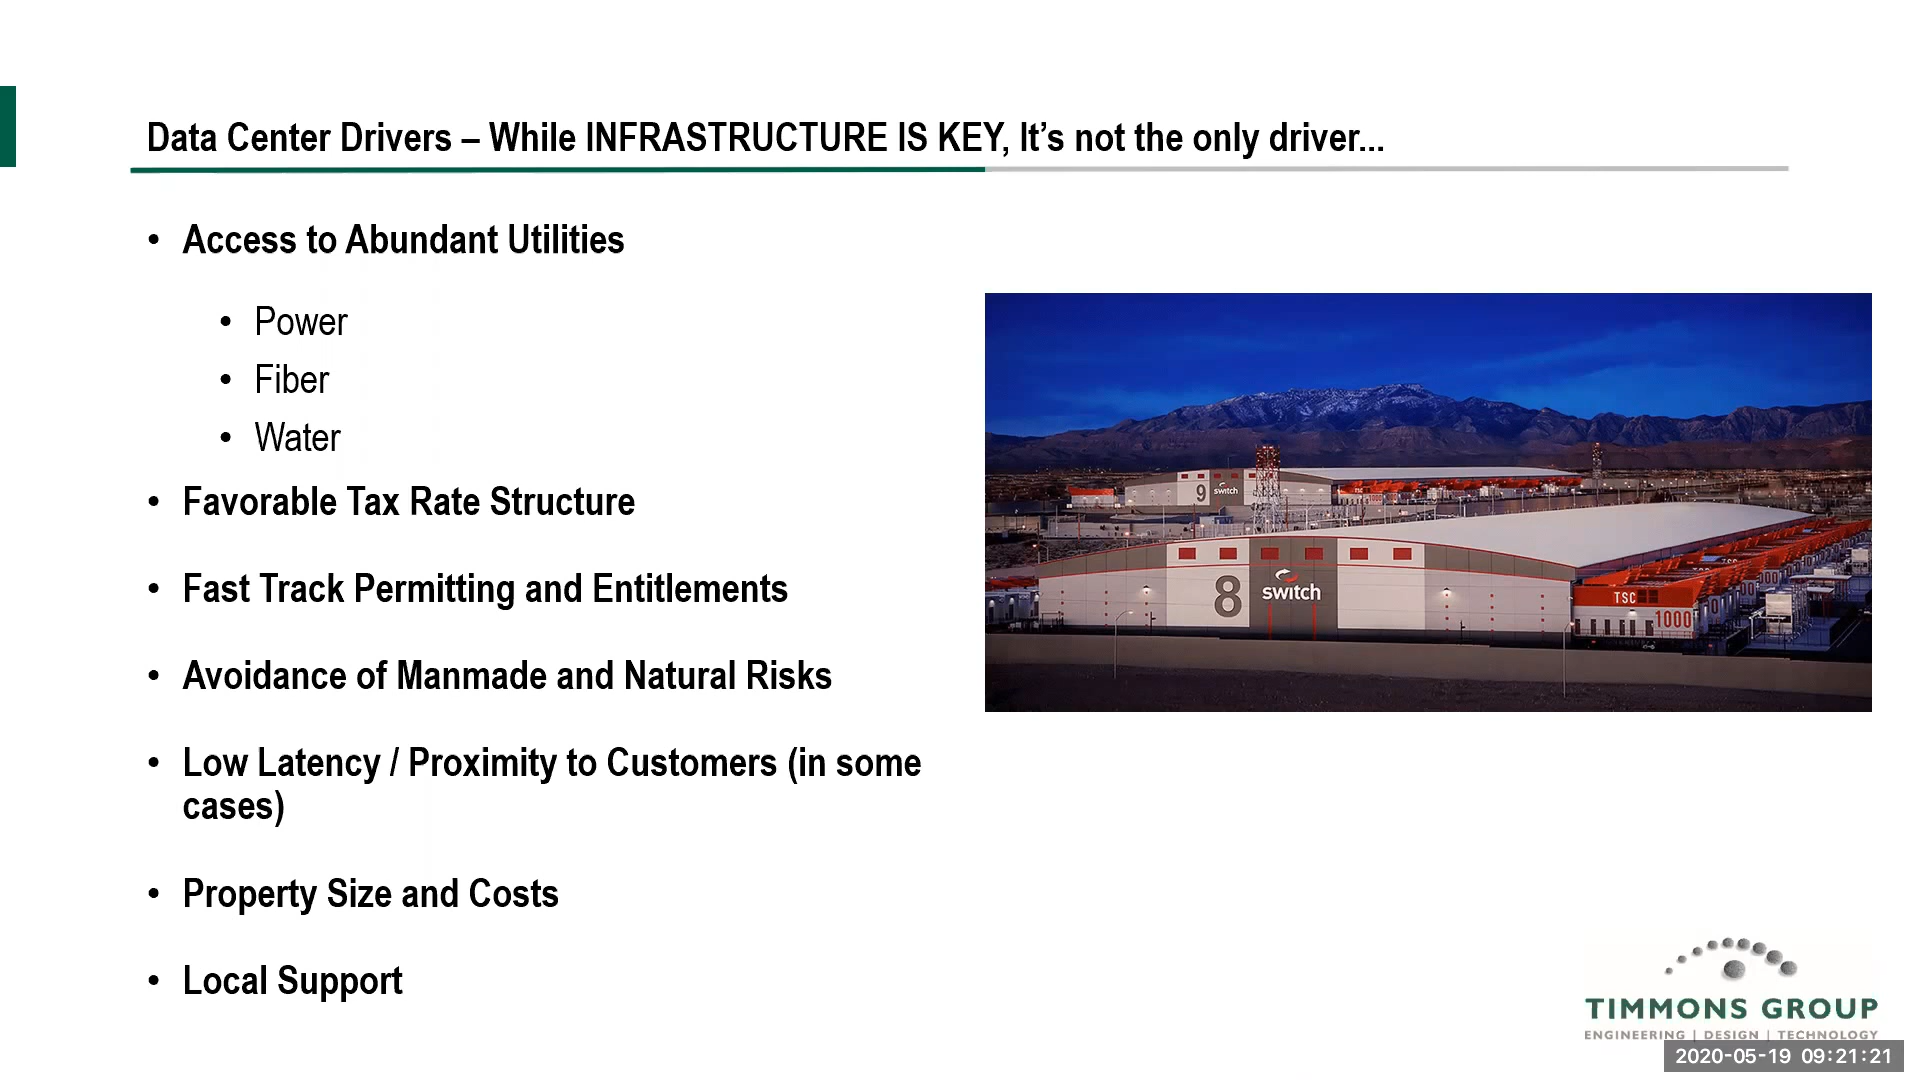 Data Center Drivers – While INFRASTRUCTURE IS KEY, It’s not the only driver...
• Access to Abundant Utilities
• Power
• Fiber
• Water
• Favorable Tax Rate Structure
• Fast Track Permitting and Entitlements
• Avoidance of Manmade and Natural Risks
• Low Latency / Proximity to Customers (in some
cases)
• Property Size and Costs
• Local Support
9 switch
8 switch
TSC
1000
TIMMONS GROUP
ENGINEERING | DESIGN | TECHNOLOGY
2020-05-19 09:21:21